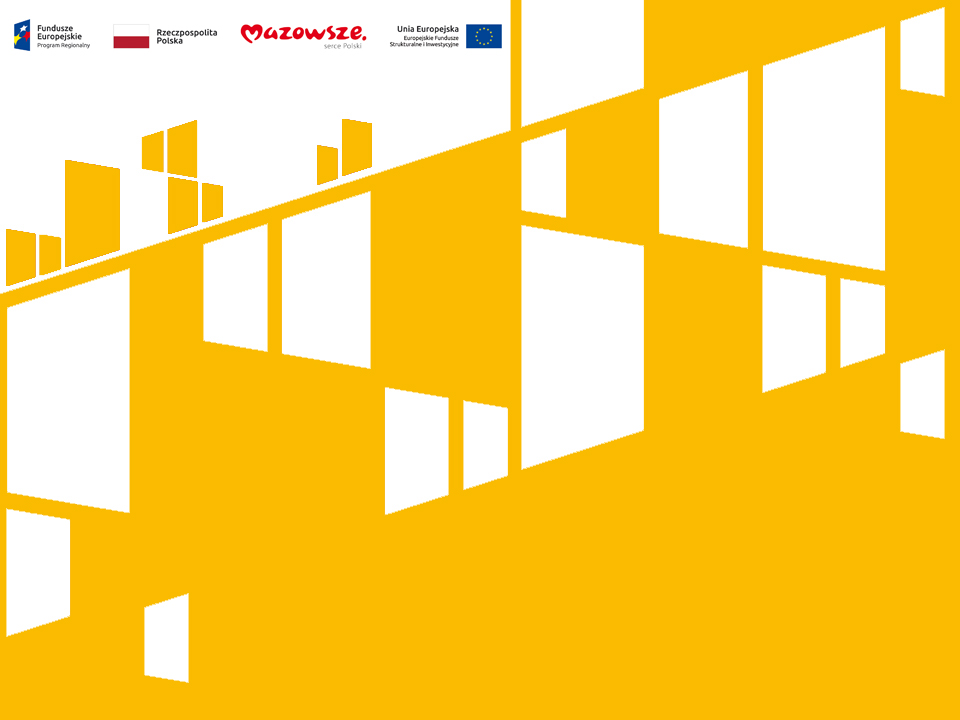 Fundusze
Europejskie
Program Regionalny
Rzeczpospolita
Polska
Mazowsze.
serce Polski
Unia Europejska
Europejskie Fundusze
Strukturalne i Inwestycyjne